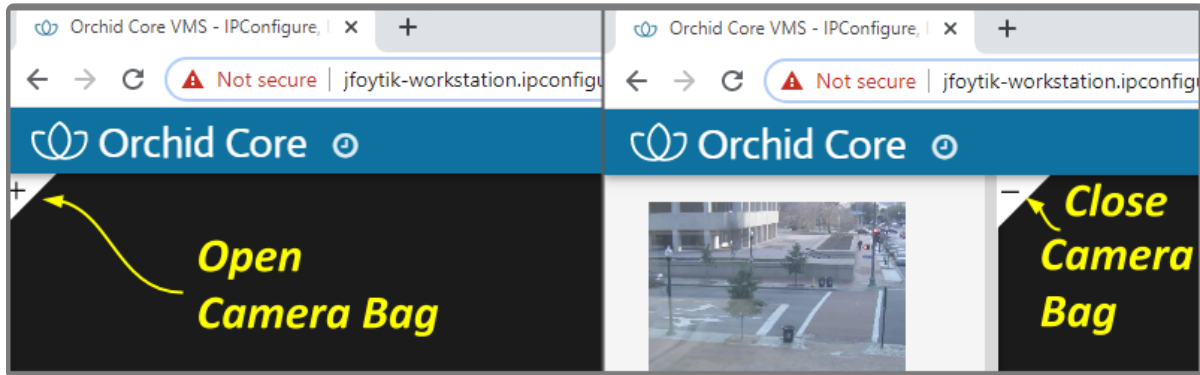 Orchid Core VMS - IPConfigure,
Not secure jfoytik-workstation.ipconfigu
Orchid Core
+
Open
Camera Bag
Orchid Core VMS - IPConfigure,
Not secure jfoytik-workstation.ipconfig
Orchid Core
− Close
Camera
Bag